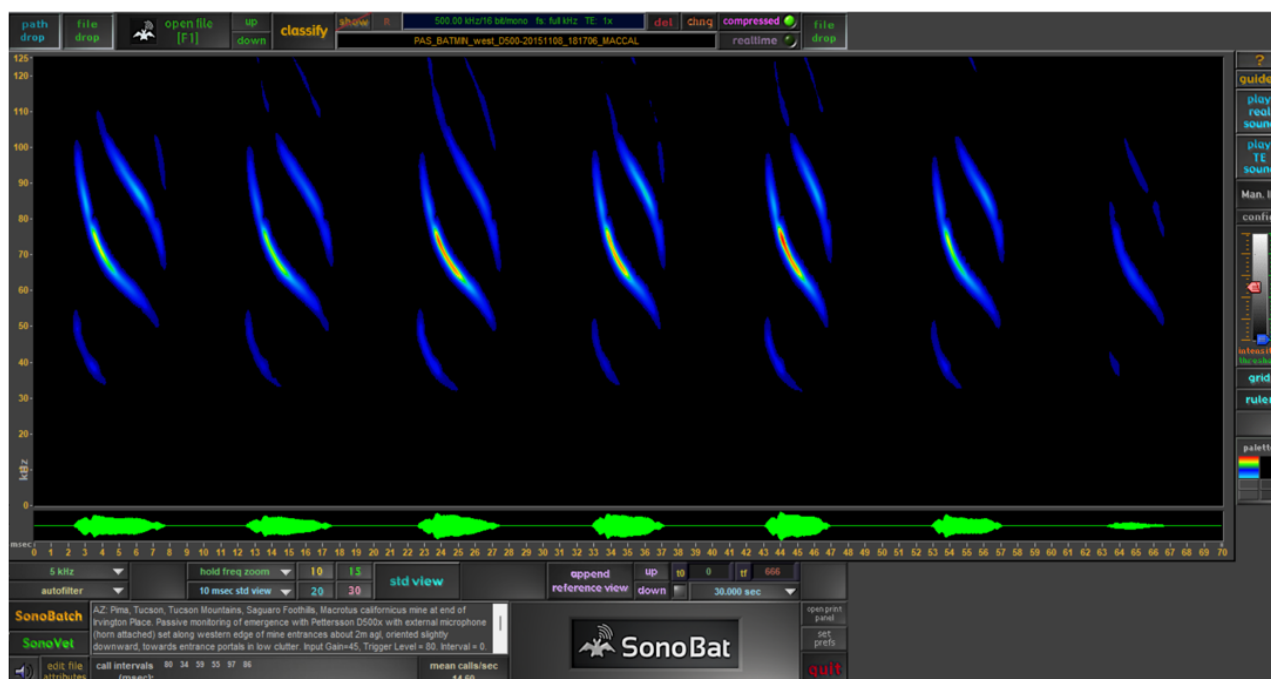 path drop
file drop
open file [F1]
up
down
classify
show
R
500.00 kHz/16 bit/mono fs: full kHz TE: 1x
PAS_BATMIN_west_D500-20151108_181706_MACCAL
del
chng
compressed
realtime
file drop
125
120
110
100
90
80
70
60
50
40
30
20
10
0
kHz
msec
0 1 2 3 4 5 6 7 8 9 10 11 12 13 14 15 16 17 18 19 20 21 22 23 24 25 26 27 28 29 30 31 32 33 34 35 36 37 38 39 40 41 42 43 44 45 46 47 48 49 50 51 52 53 54 55 56 57 58 59 60 61 62 63 64 65 66 67 68 69 70
?
guide
play real sound
play TE sound
Man. I
confi
intensit
thresh
grid
ruler
palett
5 kHz
autofilter
hold freq zoom
10 msec std view
10
15
20
30
std view
append reference view
up
down
t0
0
tf
666
30.000 sec
SonoBatch
SonoVet
edit file attributes
AZ: Pima, Tucson, Tucson Mountains, Saguaro Foothills, Macrotus californicus mine at end of
Irvington Place. Passive monitoring of emergence with Pettersson D500x with external microphone
(horn attached) set along western edge of mine entrances about 2m agl, oriented slightly
downward, towards entrance portals in low clutter. Input Gain=45, Trigger Level = 80. Interval = 0.
call intervals (msec):
80 34 59 55 97 86
mean calls/sec
14.60
SonoBat
open print panel
set prefs
quit